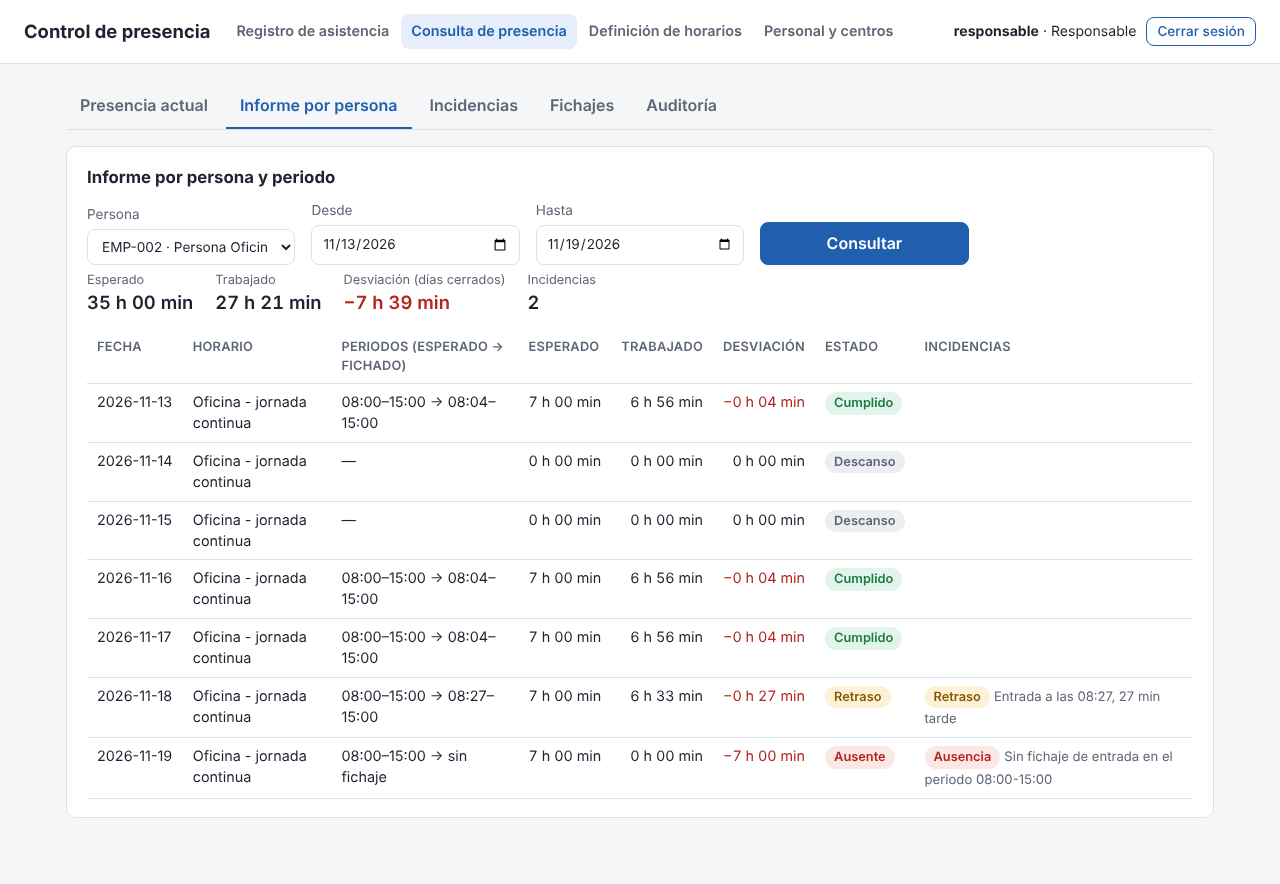 Control de presencia
Registro de asistencia
Consulta de presencia
Definición de horarios
Personal y centros
responsable · Responsable
Cerrar sesión
Presencia actual
Informe por persona
Incidencias
Fichajes
Auditoría
Informe por persona y periodo
Persona
Desde
Hasta
EMP-002 · Persona Oficin
11/13/2026
11/19/2026
Consultar
Esperado
Trabajado
Desviación (días cerrados)
Incidencias
35 h 00 min
27 h 21 min
−7 h 39 min
2
FECHA
HORARIO
PERIODOS (ESPERADO →
FICHADO)
ESPERADO
TRABAJADO
DESVIACIÓN
ESTADO
INCIDENCIAS
2026-11-13
Oficina - jornada
continua
08:00–15:00 → 08:04–
15:00
7 h 00 min
6 h 56 min
−0 h 04 min
Cumplido
2026-11-14
Oficina - jornada
continua
—
0 h 00 min
0 h 00 min
0 h 00 min
Descanso
2026-11-15
Oficina - jornada
continua
—
0 h 00 min
0 h 00 min
0 h 00 min
Descanso
2026-11-16
Oficina - jornada
continua
08:00–15:00 → 08:04–
15:00
7 h 00 min
6 h 56 min
−0 h 04 min
Cumplido
2026-11-17
Oficina - jornada
continua
08:00–15:00 → 08:04–
15:00
7 h 00 min
6 h 56 min
−0 h 04 min
Cumplido
2026-11-18
Oficina - jornada
continua
08:00–15:00 → 08:27–
15:00
7 h 00 min
6 h 33 min
−0 h 27 min
Retraso
Retraso Entrada a las 08:27, 27 min
tarde
2026-11-19
Oficina - jornada
continua
08:00–15:00 → sin
fichaje
7 h 00 min
0 h 00 min
−7 h 00 min
Ausente
Ausencia Sin fichaje de entrada en el
periodo 08:00-15:00